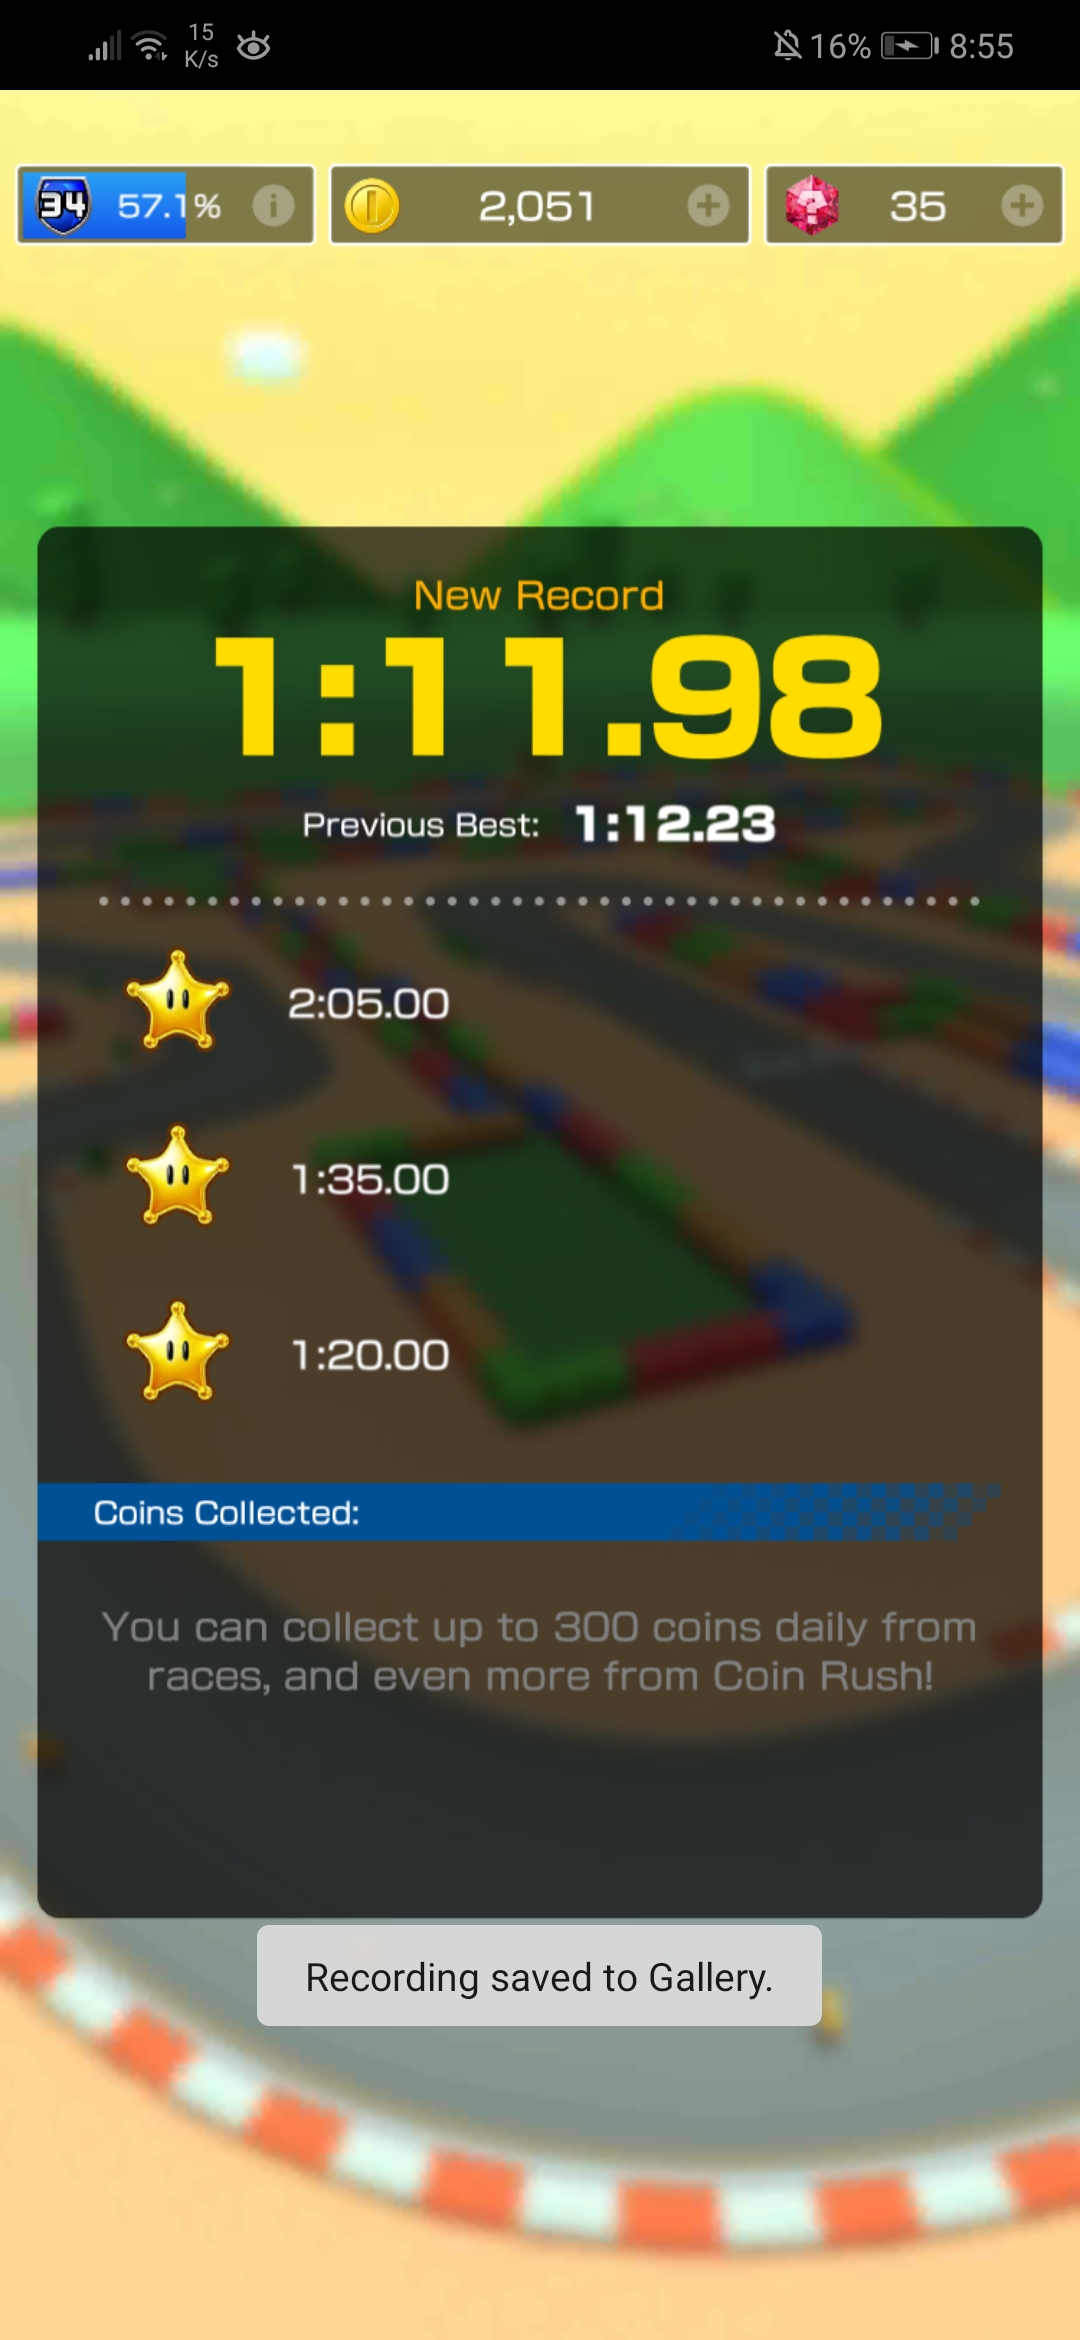 15
K/s
16%
8:55
34
57.1%
i
2,051
35
New Record
1:11.98
Previous Best: 1:12.23
2:05.00
1:35.00
1:20.00
Coins Collected:
You can collect up to 300 coins daily from
races, and even more from Coin Rush!
Recording saved to Gallery.